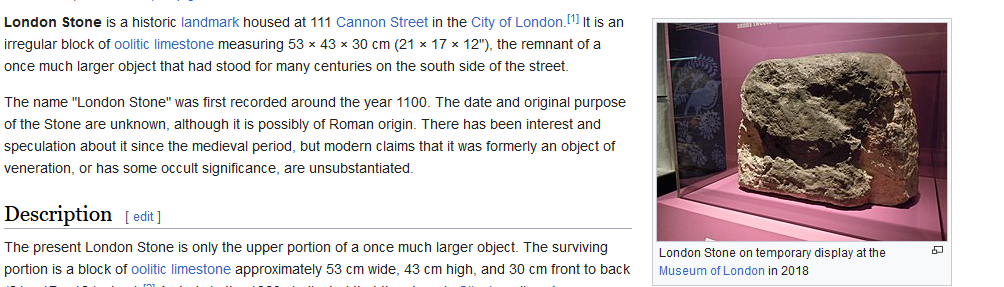 London Stone is a historic landmark housed at 111 Cannon Street in the City of London.[1] It is an
irregular block of oolitic limestone measuring 53 × 43 × 30 cm (21 × 17 × 12"), the remnant of a
once much larger object that had stood for many centuries on the south side of the street.
The name "London Stone" was first recorded around the year 1100. The date and original purpose
of the Stone are unknown, although it is possibly of Roman origin. There has been interest and
speculation about it since the medieval period, but modern claims that it was formerly an object of
veneration, or has some occult significance, are unsubstantiated.
Description [ edit ]
The present London Stone is only the upper portion of a once much larger object. The surviving
portion is a block of oolitic limestone approximately 53 cm wide, 43 cm high, and 30 cm front to back
London Stone on temporary display at the
Museum of London in 2018